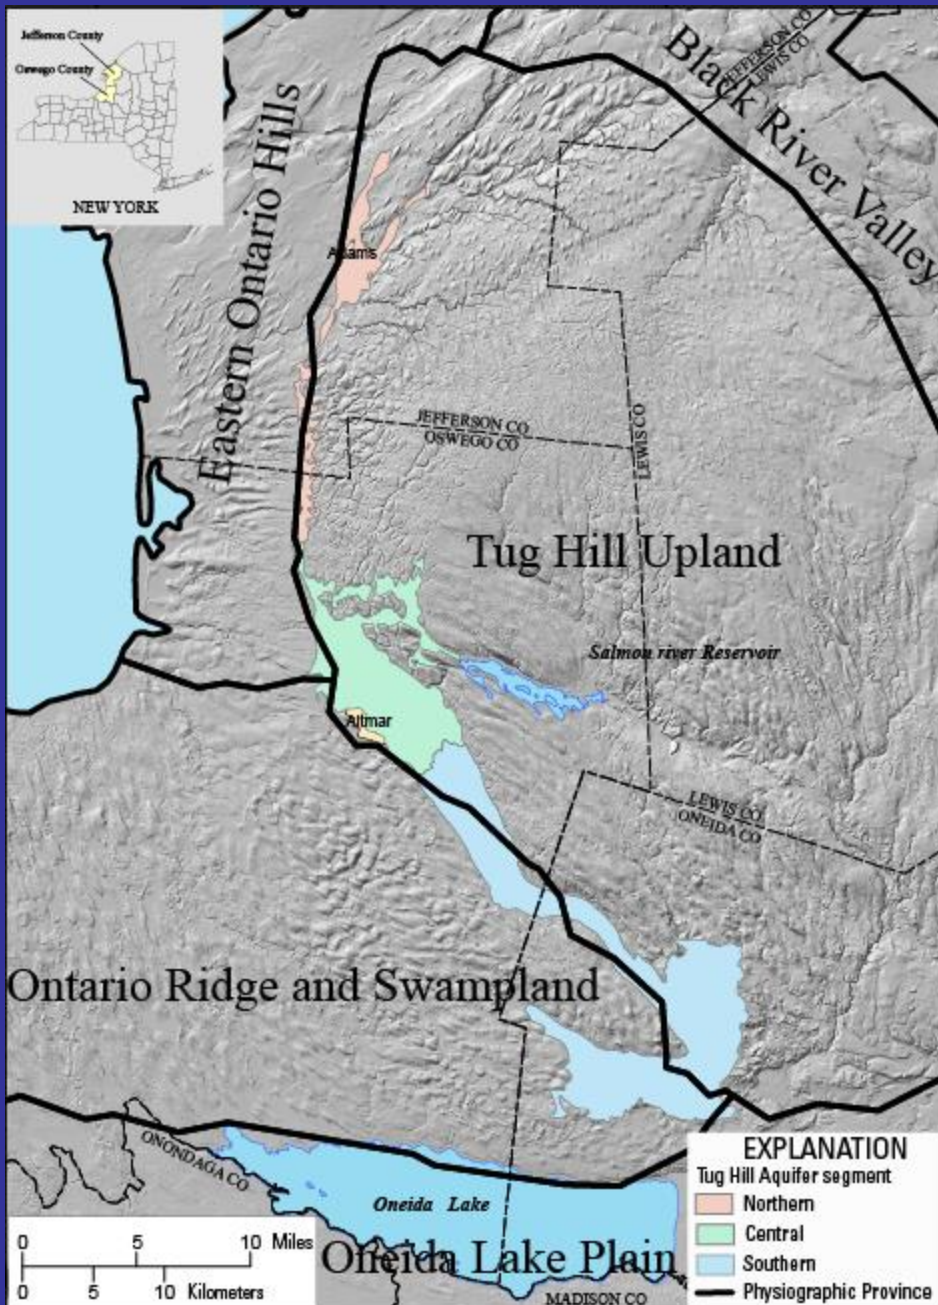 Jefferson County
Oswego County
NEW YORK
Eastern Ontario Hills
Black River Valley
JEFFERSON CO
LEWIS CO
Adams
JEFFERSON CO
OSWEGO CO
LEWIS CO
Tug Hill Upland
Salmon river Reservoir
Altmar
LEWIS CO
ONEIDA CO
Ontario Ridge and Swampland
ONONDAGA CO
Oneida Lake
Oneida Lake Plain
MADISON CO
0 5 10 Miles
0 5 10 Kilometers
EXPLANATION
Tug Hill Aquifer segment
Northern
Central
Southern
Physiographic Province